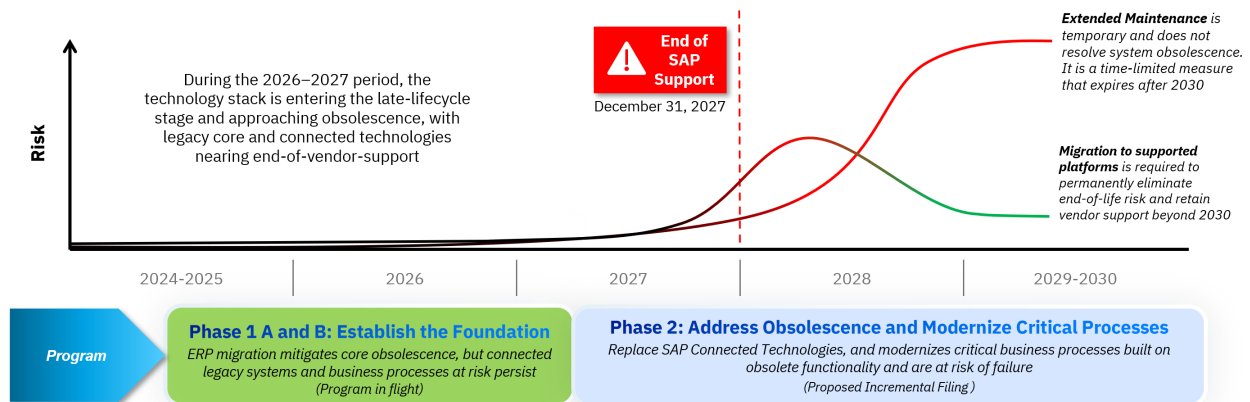 Extended Maintenance is
temporary and does not
resolve system obsolescence.
It is a time-limited measure
that expires after 2030
End of
SAP
Support
December 31, 2027
During the 2026–2027 period, the
technology stack is entering the late-lifecycle
stage and approaching obsolescence, with
legacy core and connected technologies
nearing end-of-vendor-support
Risk
Migration to supported
platforms is required to
permanently eliminate
end-of-life risk and retain
vendor support beyond 2030
2024-2025
2026
2027
2028
2029-2030
Program
Phase 1 A and B: Establish the Foundation
ERP migration mitigates core obsolescence, but connected
legacy systems and business processes at risk persist
(Program in flight)
Phase 2: Address Obsolescence and Modernize Critical Processes
Replace SAP Connected Technologies, and modernizes critical business processes built on
obsolete functionality and are at risk of failure
(Proposed Incremental Filing )